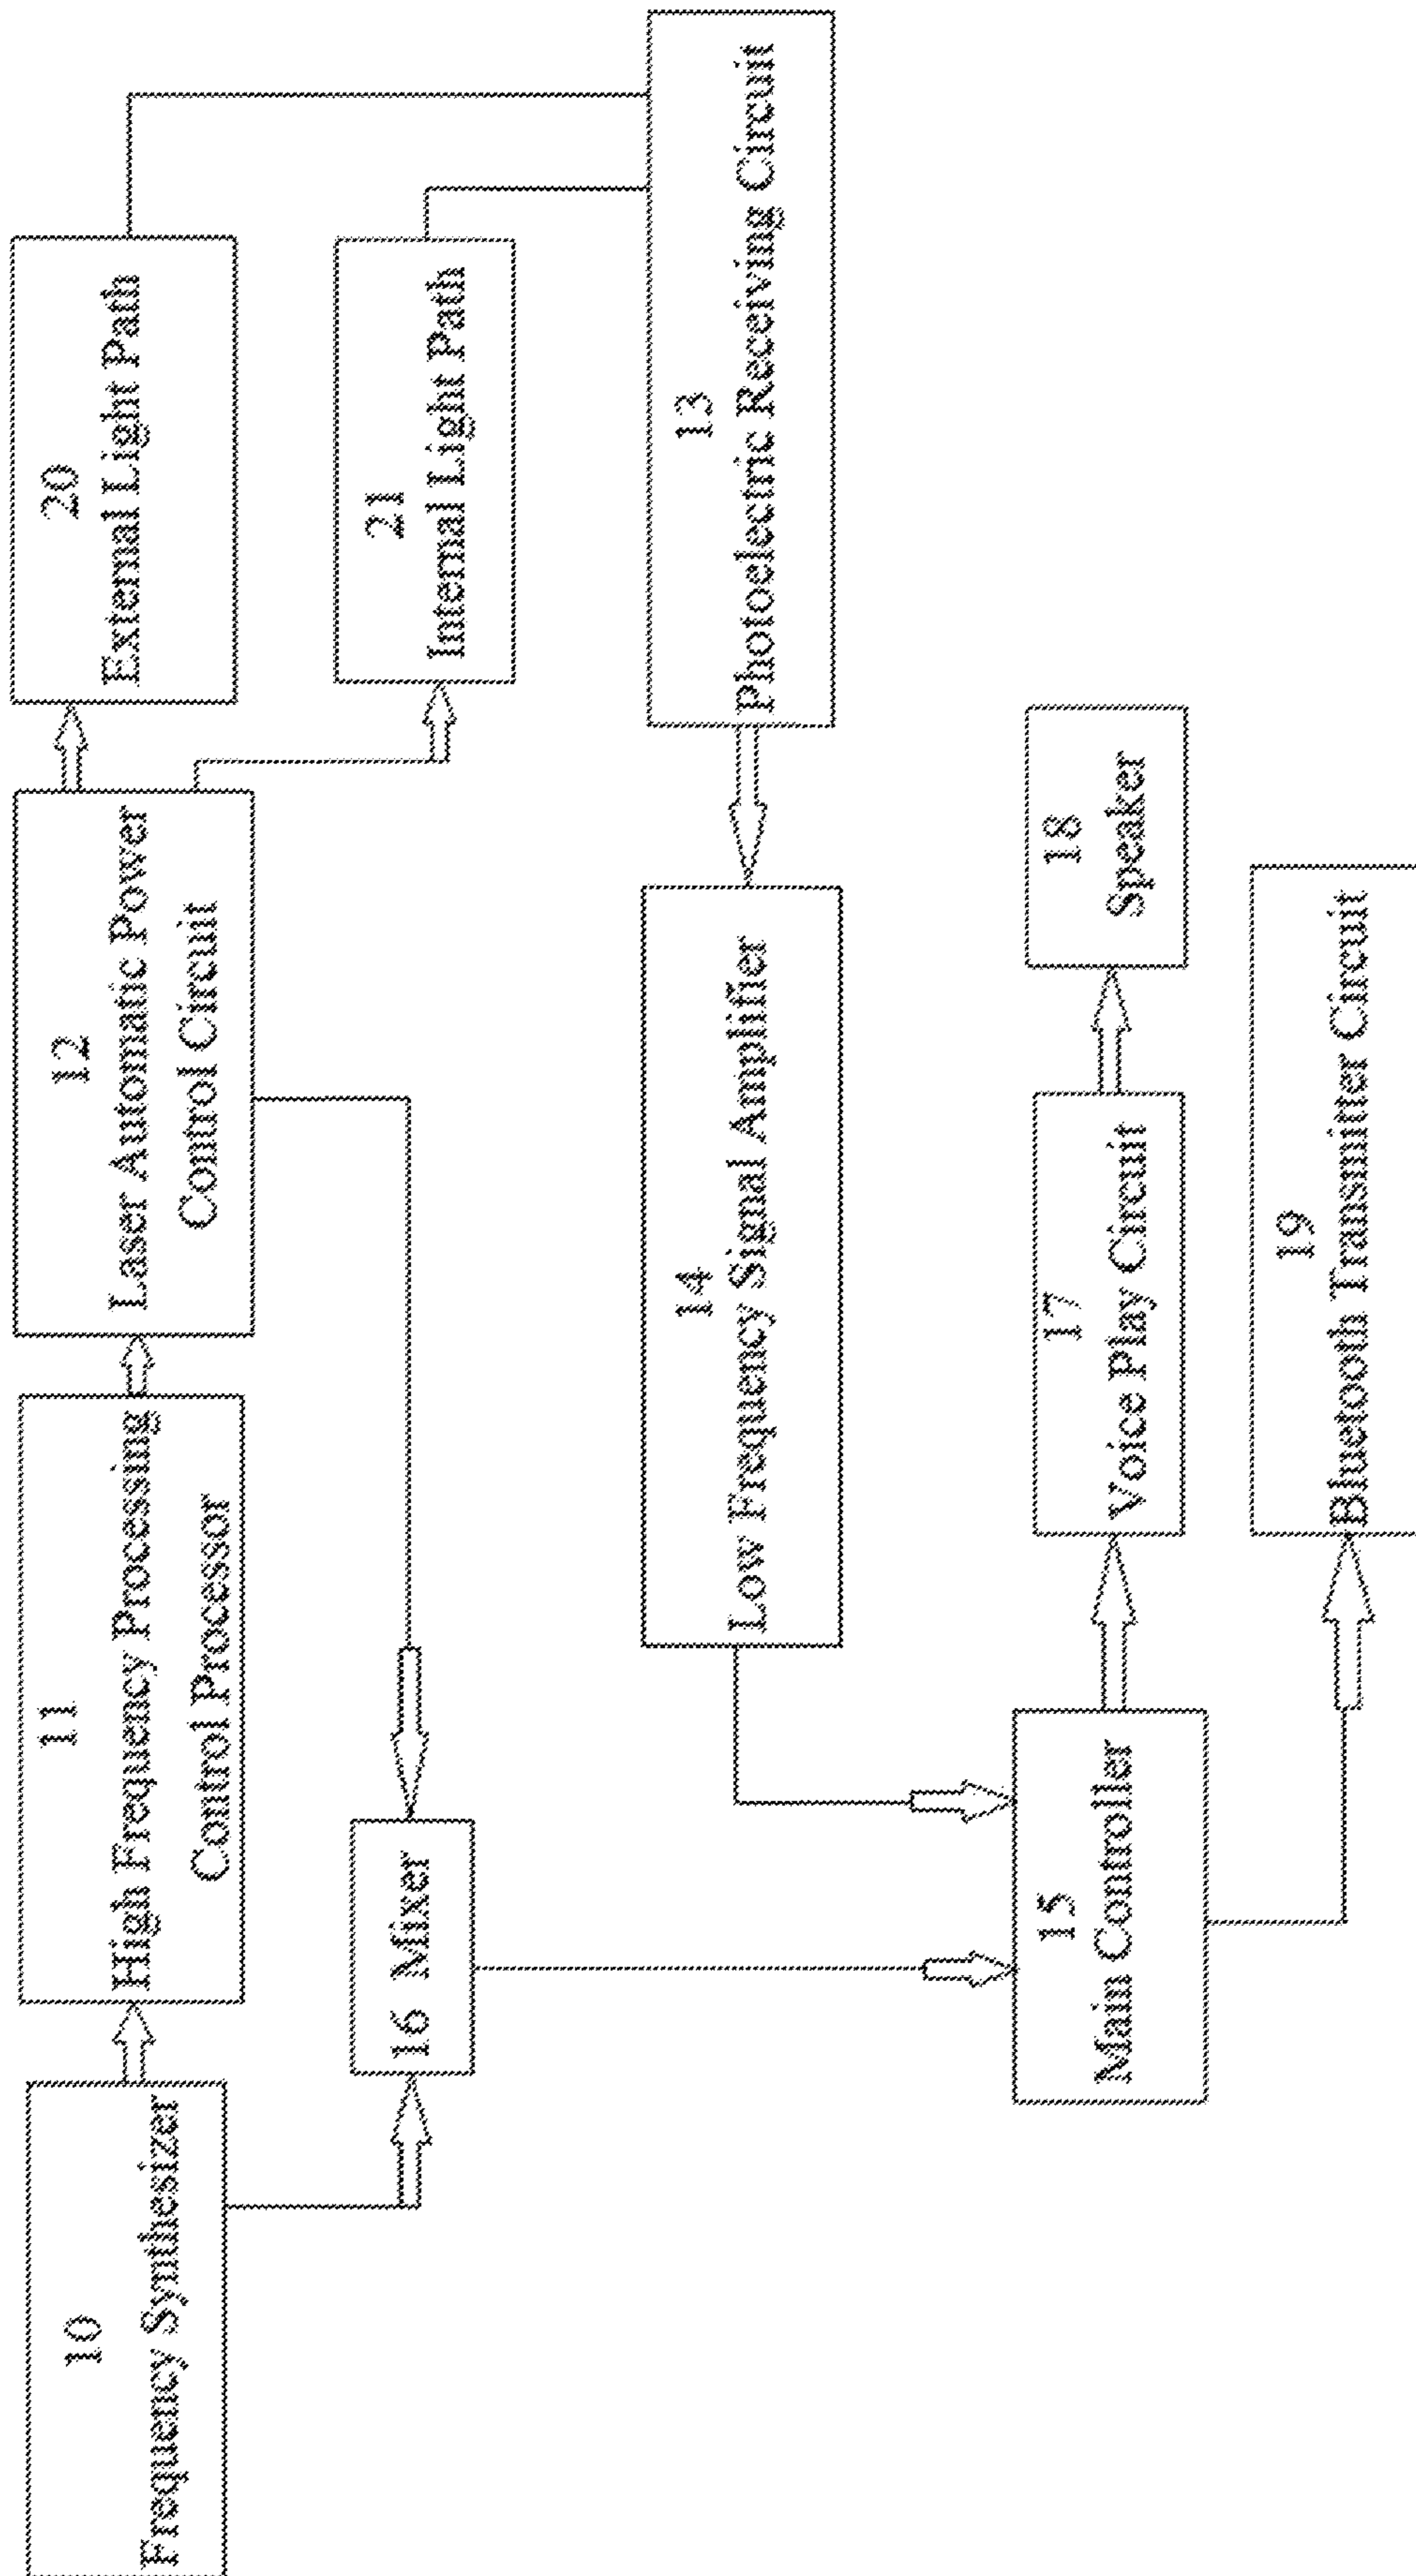 10
Frequency Synthesizer
11
High Frequency Processing
Control Processor
12
Laser Automatic Power
Control Circuit
20
External Light Path
21
Internal Light Path
16 Mixer
13
Photoelectric Receiving Circuit
14
Low Frequency Signal Amplifier
15
Main Controller
17
Voice Play Circuit
18
Speaker
19
Bluetooth Transmitter Circuit